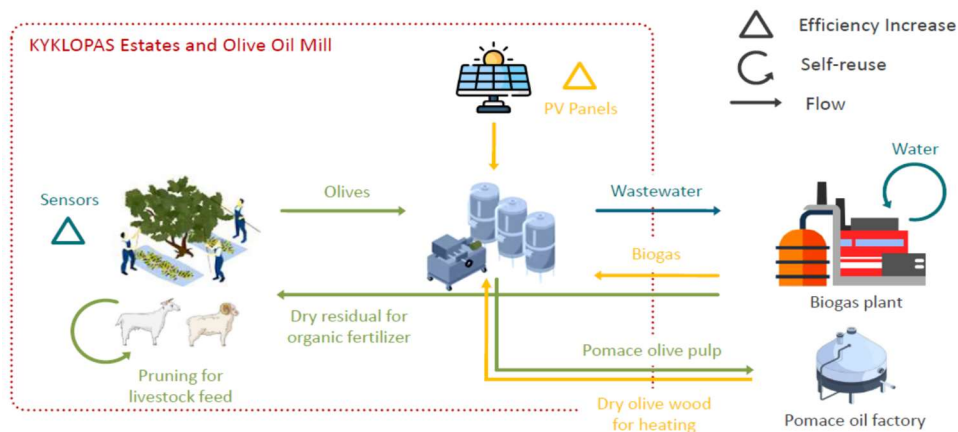 KYKLOPAS Estates and Olive Oil Mill
Efficiency Increase
Self-reuse
Flow
PV Panels
Sensors
Olives
Wastewater
Water
Biogas
Biogas plant
Dry residual for
organic fertilizer
Pomace olive pulp
Pruning for
livestock feed
Dry olive wood
for heating
Pomace oil factory